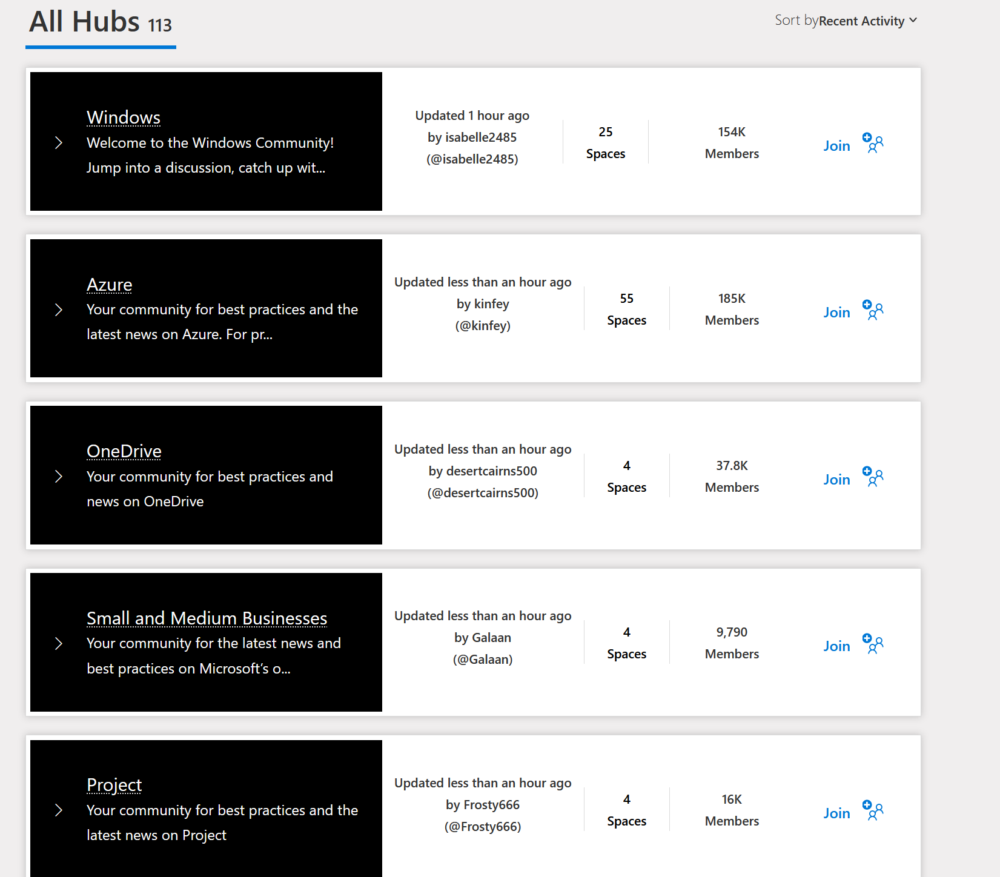 All Hubs 113
Sort by Recent Activity
Windows
Welcome to the Windows Community!
Jump into a discussion, catch up wit...
Updated 1 hour ago
by isabelle2485
(@isabelle2485)
25
Spaces
154K
Members
Join
Azure
Your community for best practices and the
latest news on Azure. For pr...
Updated less than an hour ago
by kinfey
(@kinfey)
55
Spaces
185K
Members
Join
OneDrive
Your community for best practices and
news on OneDrive
Updated less than an hour ago
by desertcairns500
(@desertcairns500)
4
Spaces
37.8K
Members
Join
Small and Medium Businesses
Your community for the latest news and
best practices on Microsoft’s o...
Updated less than an hour ago
by Galaan
(@Galaan)
4
Spaces
9,790
Members
Join
Project
Your community for best practices and the
latest news on Project
Updated less than an hour ago
by Frosty666
(@Frosty666)
4
Spaces
16K
Members
Join